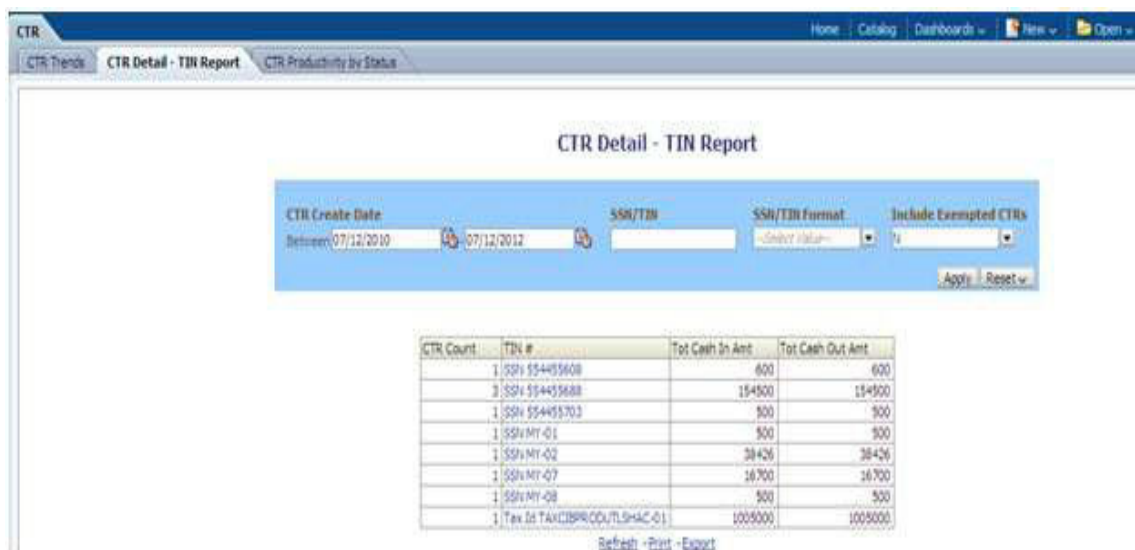 CTR
Home Catalog Dashboards New Open
CTR Trends CTR Detail - TIN Report CTR Productivity by Status
CTR Detail - TIN Report
CTR Create Date SSN/TIN SSN/TIN Format Include Exempted CTRs
Between 07/12/2010 07/12/2012 --Select Value-- N
Apply Reset
CTR Count TIN # Tot Cash In Amt Tot Cash Out Amt
1 SSN 554455608 600 600
SSN 554455688 154500 154500
1 SSN 554455703 500 500
1 SSN MY-01 500 500
1 SSN MY-02 38426 38426
1 SSN MY-07 16700 16700
1 SSN MY-08 500 500
1 Tax Id 1005000 1005000
Refresh - Print - Export